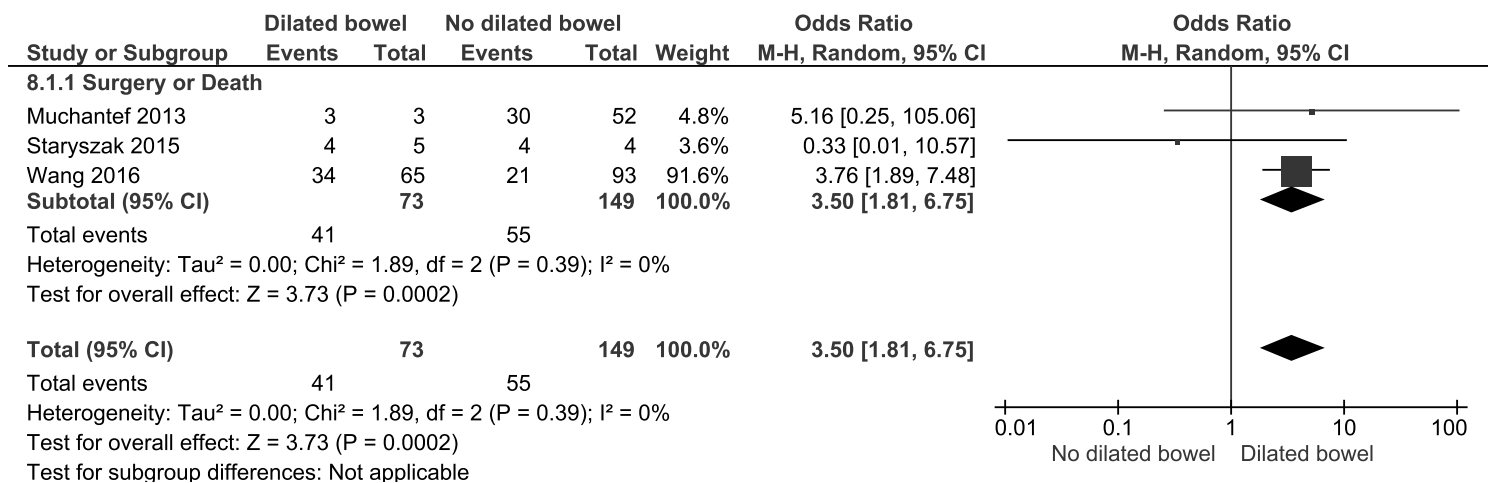 Dilated bowel No dilated bowel Odds Ratio Odds Ratio
Study or Subgroup Events Total Events Total Weight M-H, Random, 95% CI M-H, Random, 95% CI
8.1.1 Surgery or Death
Muchantef 2013 3 3 30 52 4.8% 5.16 [0.25, 105.06]
Staryszak 2015 4 5 4 4 3.6% 0.33 [0.01, 10.57]
Wang 2016 34 65 21 93 91.6% 3.76 [1.89, 7.48]
Subtotal (95% CI) 73 149 100.0% 3.50 [1.81, 6.75]
Total events 41 55
Heterogeneity: Tau² = 0.00; Chi² = 1.89, df = 2 (P = 0.39); I² = 0%
Test for overall effect: Z = 3.73 (P = 0.0002)
Total (95% CI) 73 149 100.0% 3.50 [1.81, 6.75]
Total events 41 55
Heterogeneity: Tau² = 0.00; Chi² = 1.89, df = 2 (P = 0.39); I² = 0%
Test for overall effect: Z = 3.73 (P = 0.0002)
Test for subgroup differences: Not applicable
0.01 0.1 1 10 100
No dilated bowel Dilated bowel